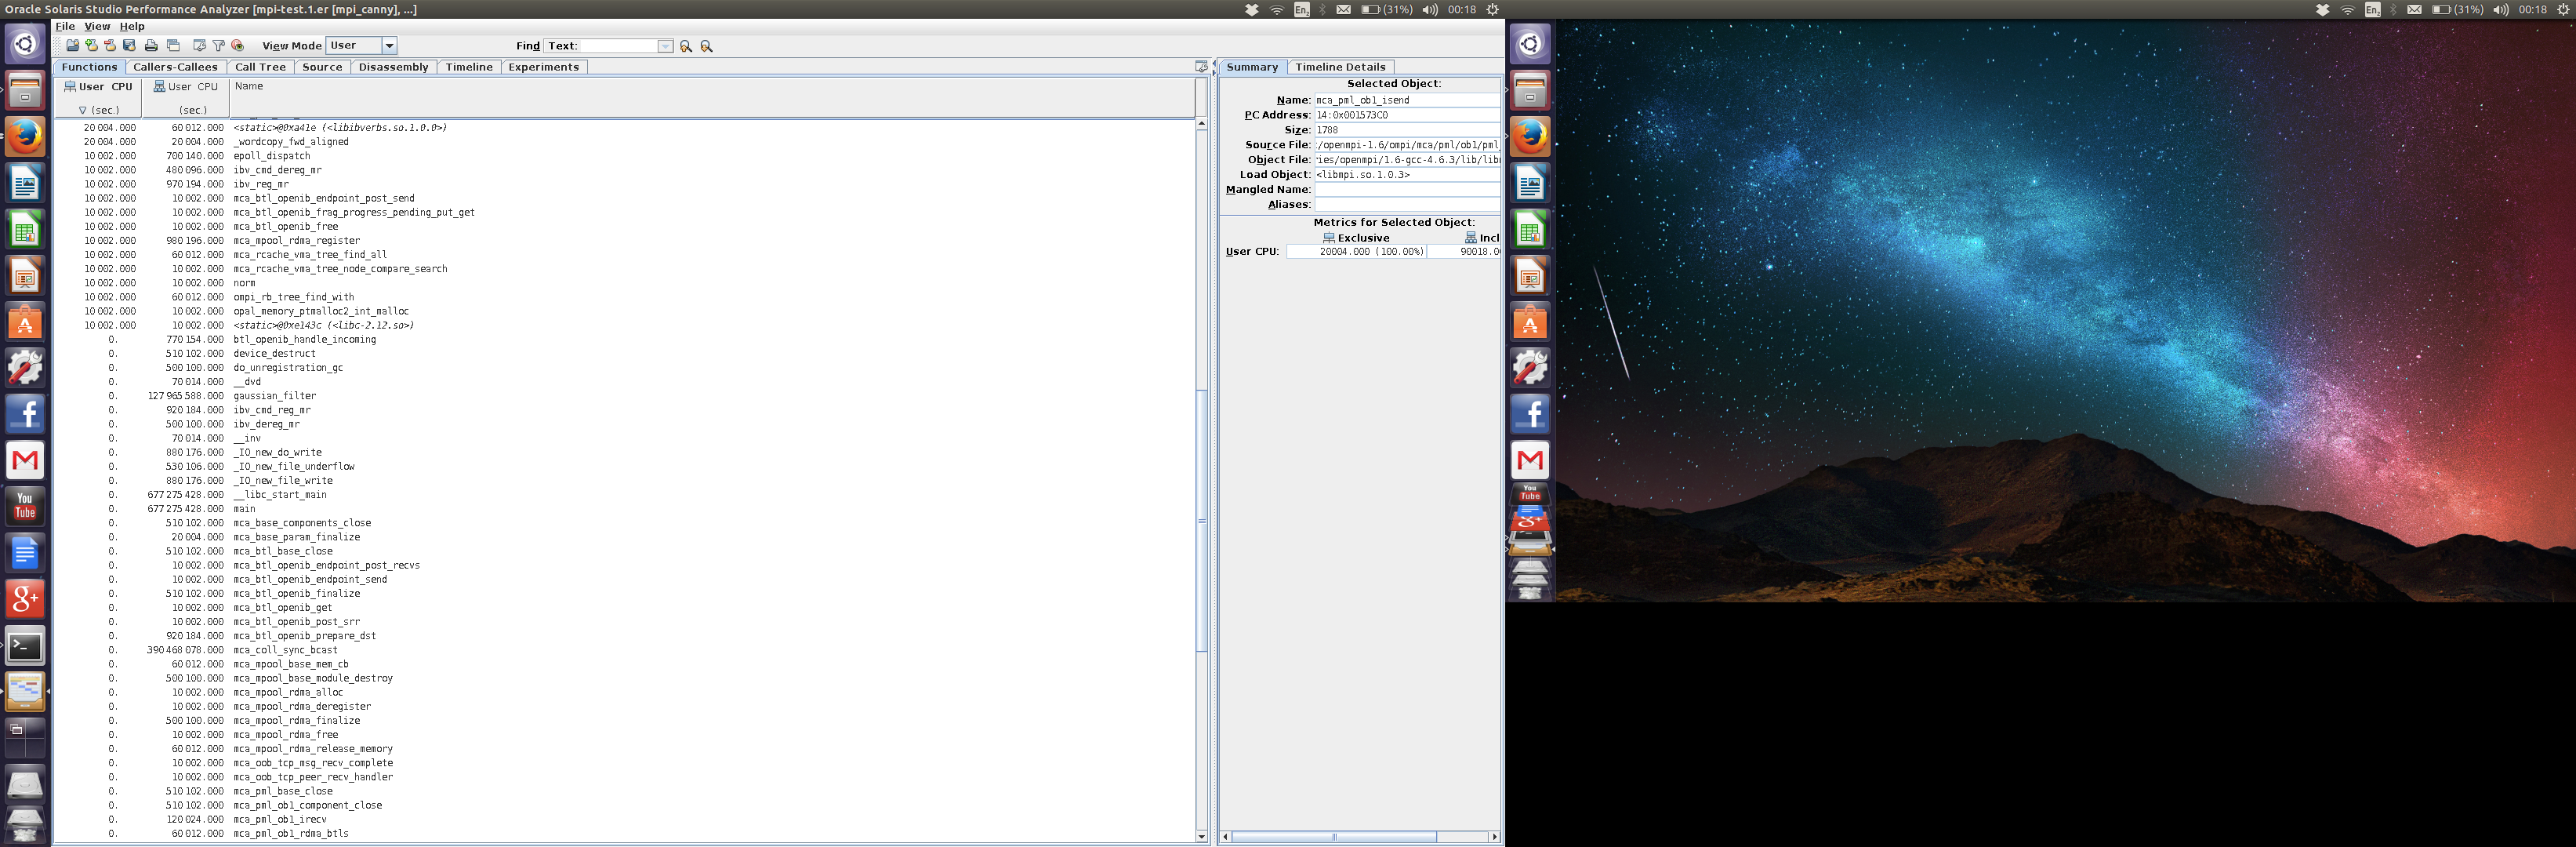 Oracle Solaris Studio Performance Analyzer [mpi-test.1.er [mpi_canny], ...]
En2 (31%) 00:18
En2 (31%) 00:18
File View Help
View Mode User Find Text:
Functions Callers-Callees Call Tree Source Disassembly Timeline Experiments
User CPU User CPU Name
(sec.) (sec.)
20 004.000 60 012.000 <static>@0xa41e (<libibverbs.so.1.0.0>)
20 004.000 20 004.000 _wordcopy_fwd_aligned
10 002.000 700 140.000 epoll_dispatch
10 002.000 480 096.000 ibv_cmd_dereg_mr
10 002.000 970 194.000 ibv_reg_mr
10 002.000 10 002.000 mca_btl_openib_endpoint_post_send
10 002.000 10 002.000 mca_btl_openib_frag_progress_pending_put_get
10 002.000 10 002.000 mca_btl_openib_free
10 002.000 980 196.000 mca_mpool_rdma_register
10 002.000 60 012.000 mca_rcache_vma_tree_find_all
10 002.000 10 002.000 mca_rcache_vma_tree_node_compare_search
10 002.000 10 002.000 norm
10 002.000 60 012.000 ompi_rb_tree_find_with
10 002.000 10 002.000 opal_memory_ptmalloc2_int_malloc
10 002.000 10 002.000 <static>@0xe143c (<libc-2.12.so>)
0. 770 154.000 btl_openib_handle_incoming
0. 510 102.000 device_destruct
0. 500 100.000 do_unregistration_gc
0. 70 014.000 __dvd
0. 127 965 588.000 gaussian_filter
0. 920 184.000 ibv_cmd_reg_mr
0. 500 100.000 ibv_dereg_mr
0. 70 014.000 __inv
0. 880 176.000 _IO_new_do_write
0. 530 106.000 _IO_new_file_underflow
0. 880 176.000 _IO_new_file_write
0. 677 275 428.000 __libc_start_main
0. 677 275 428.000 main
0. 510 102.000 mca_base_components_close
0. 20 004.000 mca_base_param_finalize
0. 510 102.000 mca_btl_base_close
0. 10 002.000 mca_btl_openib_endpoint_post_recvs
0. 10 002.000 mca_btl_openib_endpoint_send
0. 510 102.000 mca_btl_openib_finalize
0. 10 002.000 mca_btl_openib_get
0. 10 002.000 mca_btl_openib_post_srr
0. 920 184.000 mca_btl_openib_prepare_dst
0. 390 468 078.000 mca_coll_sync_bcast
0. 60 012.000 mca_mpool_base_mem_cb
0. 500 100.000 mca_mpool_base_module_destroy
0. 10 002.000 mca_mpool_rdma_alloc
0. 10 002.000 mca_mpool_rdma_deregister
0. 500 100.000 mca_mpool_rdma_finalize
0. 10 002.000 mca_mpool_rdma_free
0. 60 012.000 mca_mpool_rdma_release_memory
0. 10 002.000 mca_oob_tcp_msg_recv_complete
0. 10 002.000 mca_oob_tcp_peer_recv_handler
0. 510 102.000 mca_pml_base_close
0. 510 102.000 mca_pml_ob1_component_close
0. 120 024.000 mca_pml_ob1_irecv
0. 60 012.000 mca_pml_ob1_rdma_btls
Summary Timeline Details
Selected Object:
Name: mca_pml_ob1_isend
PC Address: 14:0x001573C0
Size: 1788
Source File: :/openmpi-1.6/ompi/mca/pml/ob1/pml_
Object File: ries/openmpi/1.6-gcc-4.6.3/lib/lib
Load Object: <libmpi.so.1.0.3>
Mangled Name:
Aliases:
Metrics for Selected Object:
Exclusive Incl
User CPU: 20004.000 (100.00%) 90018.0
You
Tube
You
Tube